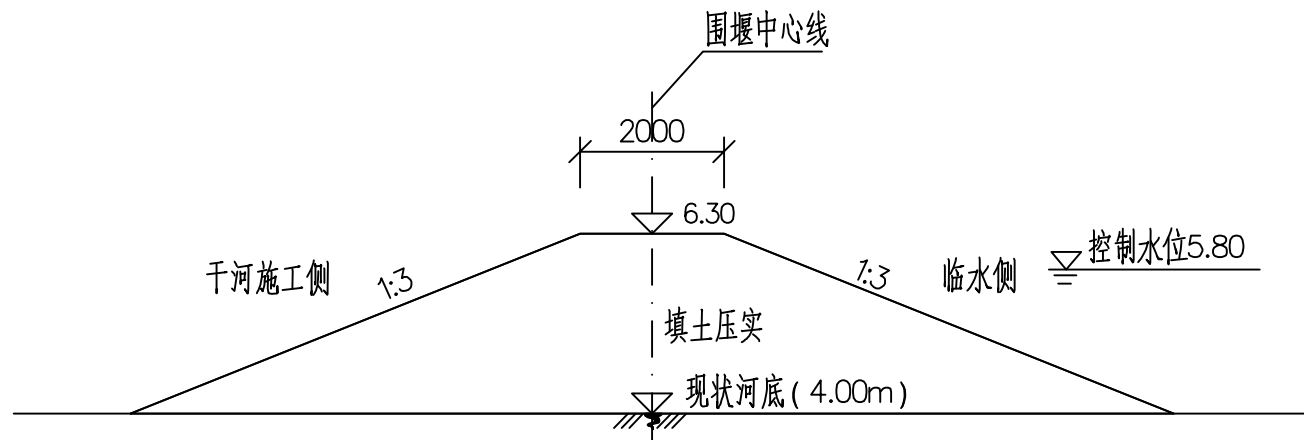 围堰中心线
2000
6.30
控制水位5.80
干河施工侧
1:3
1:3
临水侧
填土压实
现状河底(4.00m)